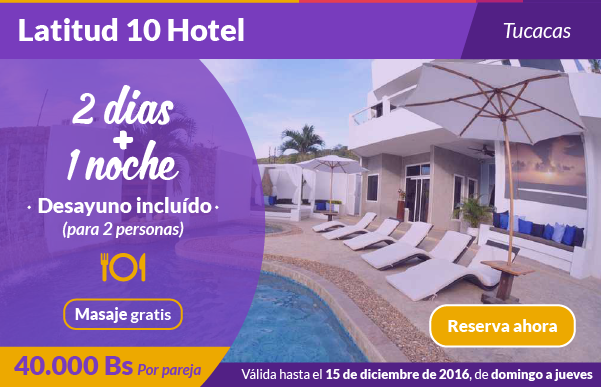 Latitud 10 Hotel
Tucacas
2 días
+
1 noche
· Desayuno incluído ·
(para 2 personas)
Masaje gratis
Reserva ahora
40.000 Bs Por pareja
Válida hasta el 15 de diciembre de 2016, de domingo a jueves